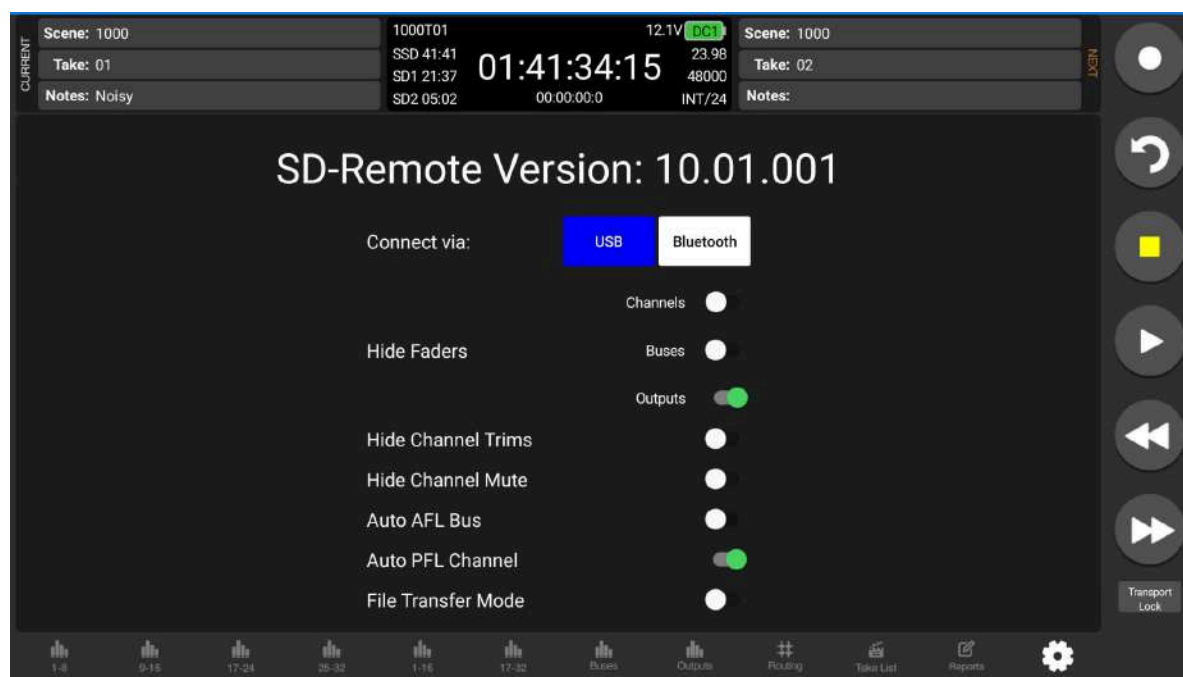 CURRENT
Scene: 1000
Take: 01
Notes: Noisy
1000T01
SSD 41:41
SD1 21:37
SD2 05:02
01:41:34:15
00:00:00:0
12.1V DC1
23.98
48000
INT/24
Scene: 1000
Take: 02
Notes:
NEXT
SD-Remote Version: 10.01.001
Connect via: USB Bluetooth
Channels
Hide Faders Buses
Outputs
Hide Channel Trims
Hide Channel Mute
Auto AFL Bus
Auto PFL Channel
File Transfer Mode
Transport
Lock
1-8 9-16 17-24 25-32 1-16 17-32 Buses Outputs Routing Take List Reports